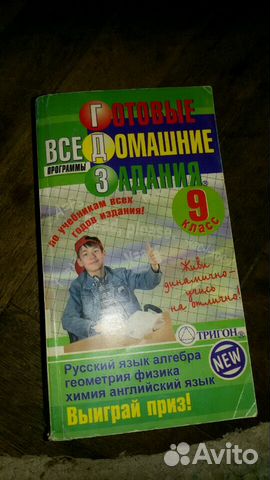 ГОТОВЫЕ
ВСЕ ДОМАШНИЕ
ПРОГРАММЫ
ЗАДАНИЯ
по учебникам всех
годов издания!
9
класс
Живи
динамично -
учись
на отлично!
ТРИГОН®
NEW
Русский язык алгебра
геометрия физика
химия английский язык
Выиграй приз!
Avito